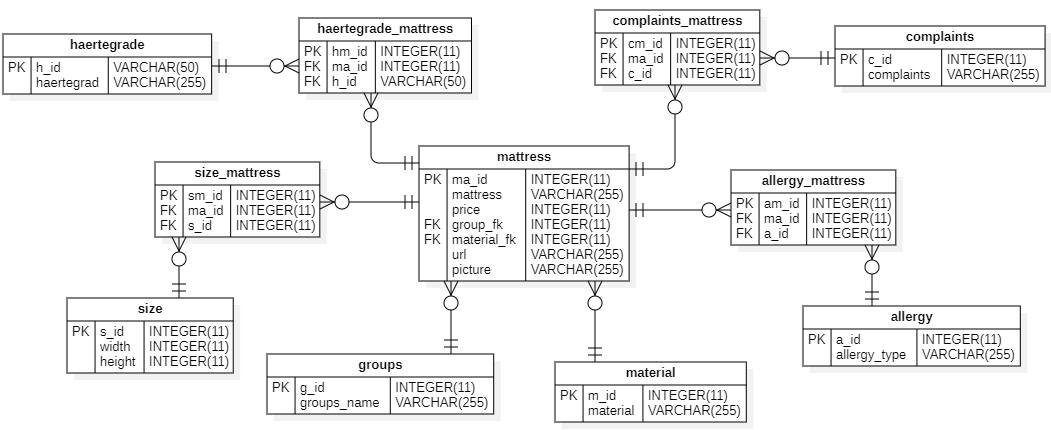 haertegrade
PK h_id VARCHAR(50)
haertegrad VARCHAR(255)
haertegrade_mattress
PK hm_id INTEGER(11)
FK ma_id INTEGER(11)
FK h_id VARCHAR(50)
complaints_mattress
PK cm_id INTEGER(11)
FK ma_id INTEGER(11)
FK c_id INTEGER(11)
complaints
PK c_id INTEGER(11)
complaints VARCHAR(255)
size_mattress
PK sm_id INTEGER(11)
FK ma_id INTEGER(11)
FK s_id INTEGER(11)
mattress
PK ma_id INTEGER(11)
mattress VARCHAR(255)
price INTEGER(11)
FK group_fk INTEGER(11)
FK material_fk INTEGER(11)
url VARCHAR(255)
picture VARCHAR(255)
allergy_mattress
PK am_id INTEGER(11)
FK ma_id INTEGER(11)
FK a_id INTEGER(11)
size
PK s_id INTEGER(11)
width INTEGER(11)
height INTEGER(11)
groups
PK g_id INTEGER(11)
groups_name VARCHAR(255)
material
PK m_id INTEGER(11)
material VARCHAR(255)
allergy
PK a_id INTEGER(11)
allergy_type VARCHAR(255)